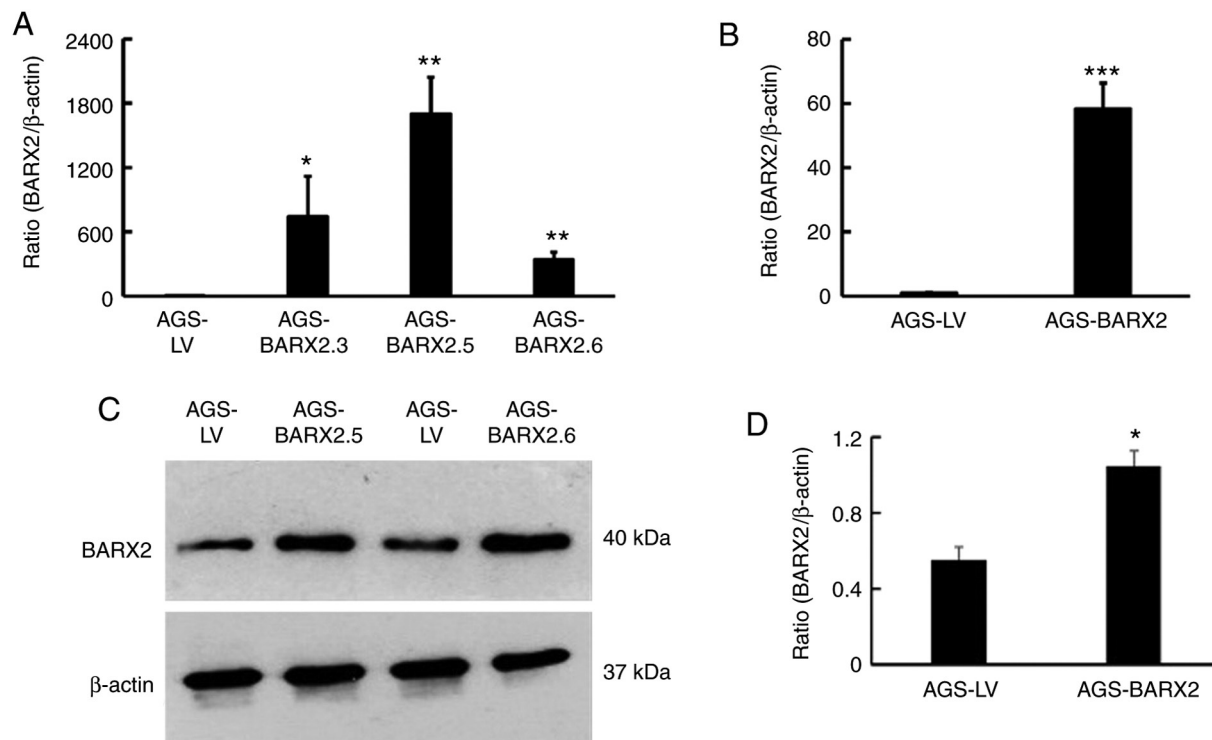 A
Ratio (BARX2/β-actin)
2400
1800
1200
600
0
*
**
**
AGS-
LV
AGS-
BARX2.3
AGS-
BARX2.5
AGS-
BARX2.6
B
Ratio (BARX2/β-actin)
80
60
40
20
0
***
AGS-LV
AGS-BARX2
C
AGS-
LV
AGS-
BARX2.5
AGS-
LV
AGS-
BARX2.6
BARX2
40 kDa
β-actin
37 kDa
D
Ratio (BARX2/β-actin)
1.2
0.8
0.4
0
*
AGS-LV
AGS-BARX2